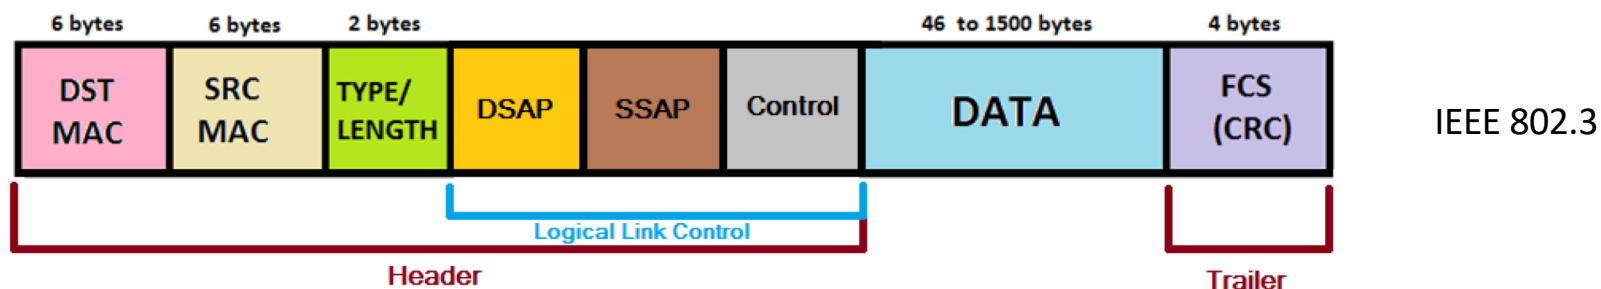 6 bytes 6 bytes 2 bytes 46 to 1500 bytes 4 bytes
DST MAC
SRC MAC
TYPE/ LENGTH
DSAP
SSAP
Control
DATA
FCS (CRC)
IEEE 802.3
Logical Link Control
Header
Trailer